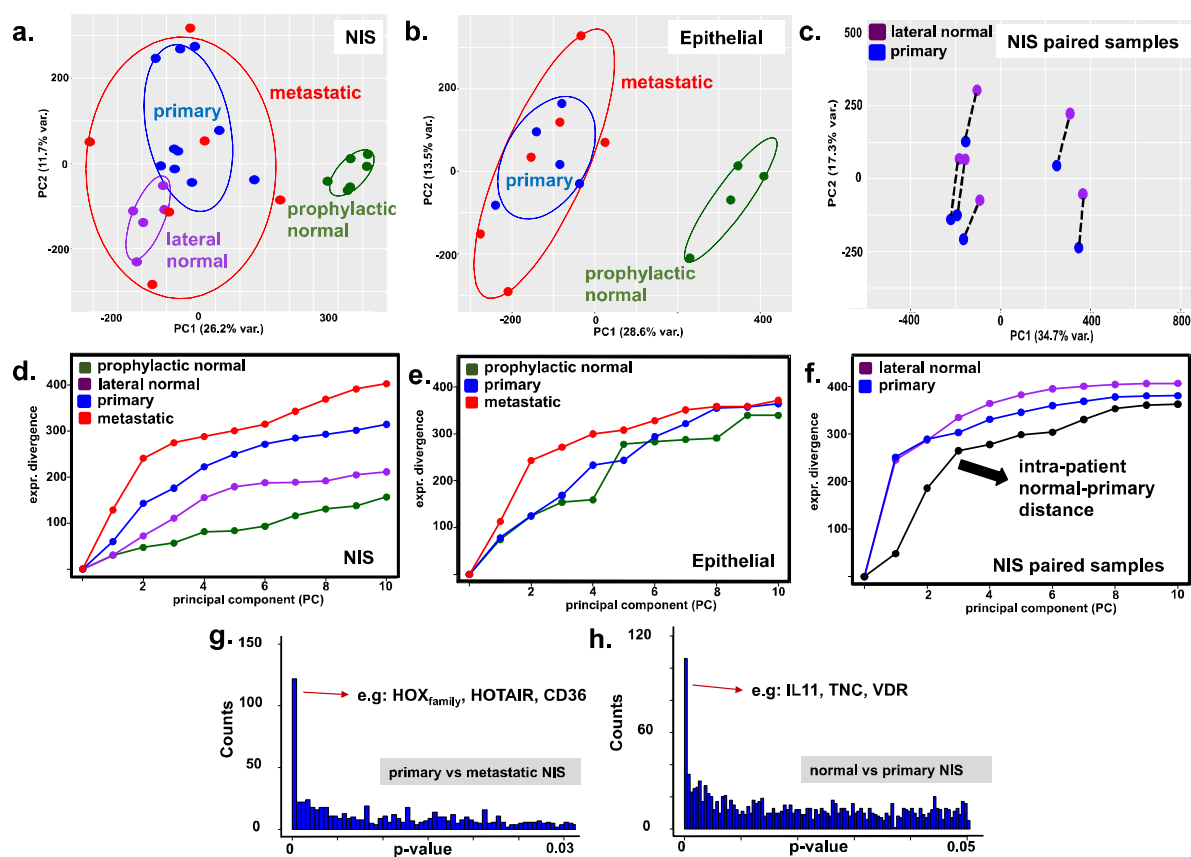 a.
NIS
200
0
-200
PC2 (11.7% var.)
metastatic
primary
lateral
normal
prophylactic
normal
-200
0
300
PC1 (26.2% var.)
b.
Epithelial
200
0
-200
PC2 (13.5% var.)
primary
prophylactic
normal
-200
0
400
PC1 (28.6% var.)
c.
lateral normal
primary
NIS paired samples
500
250
0
-250
PC2 (17.3% var.)
-400
0
400
800
PC1 (34.7% var.)
d.
prophylactic normal
lateral normal
primary
metastatic
400
300
200
100
expr. divergence
NIS
2
4
6
8
10
principal component (PC)
e.
prophylactic normal
primary
metastatic
400
300
200
100
expr. divergence
Epithelial
2
4
6
8
10
principal component (PC)
f.
lateral normal
primary
400
300
200
100
expr. divergence
intra-patient
normal-primary
distance
NIS paired samples
2
4
6
8
10
principal component (PC)
g.
150
100
50
0
Counts
e.g: HOXfamily, HOTAIR, CD36
primary vs metastatic NIS
0
0.03
p-value
h.
120
60
0
Counts
e.g: IL11, TNC, VDR
normal vs primary NIS
0
0.05
p-value